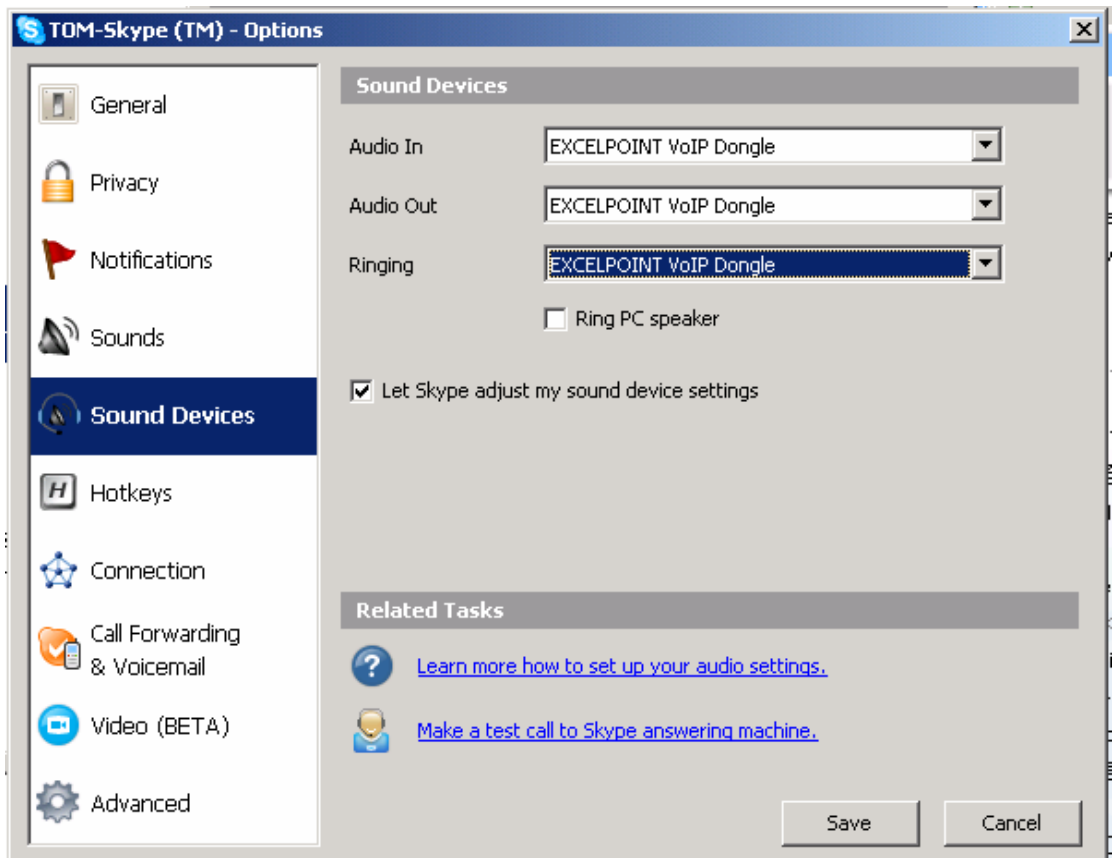 TOM-Skype (TM) - Options
General
Privacy
Notifications
Sounds
Sound Devices
Hotkeys
Connection
Call Forwarding
& Voicemail
Video (BETA)
Advanced
Sound Devices
Audio In
EXCELPOINT VoIP Dongle
Audio Out
EXCELPOINT VoIP Dongle
Ringing
EXCELPOINT VoIP Dongle
Ring PC speaker
Let Skype adjust my sound device settings
Related Tasks
Learn more how to set up your audio settings.
Make a test call to Skype answering machine.
Save
Cancel